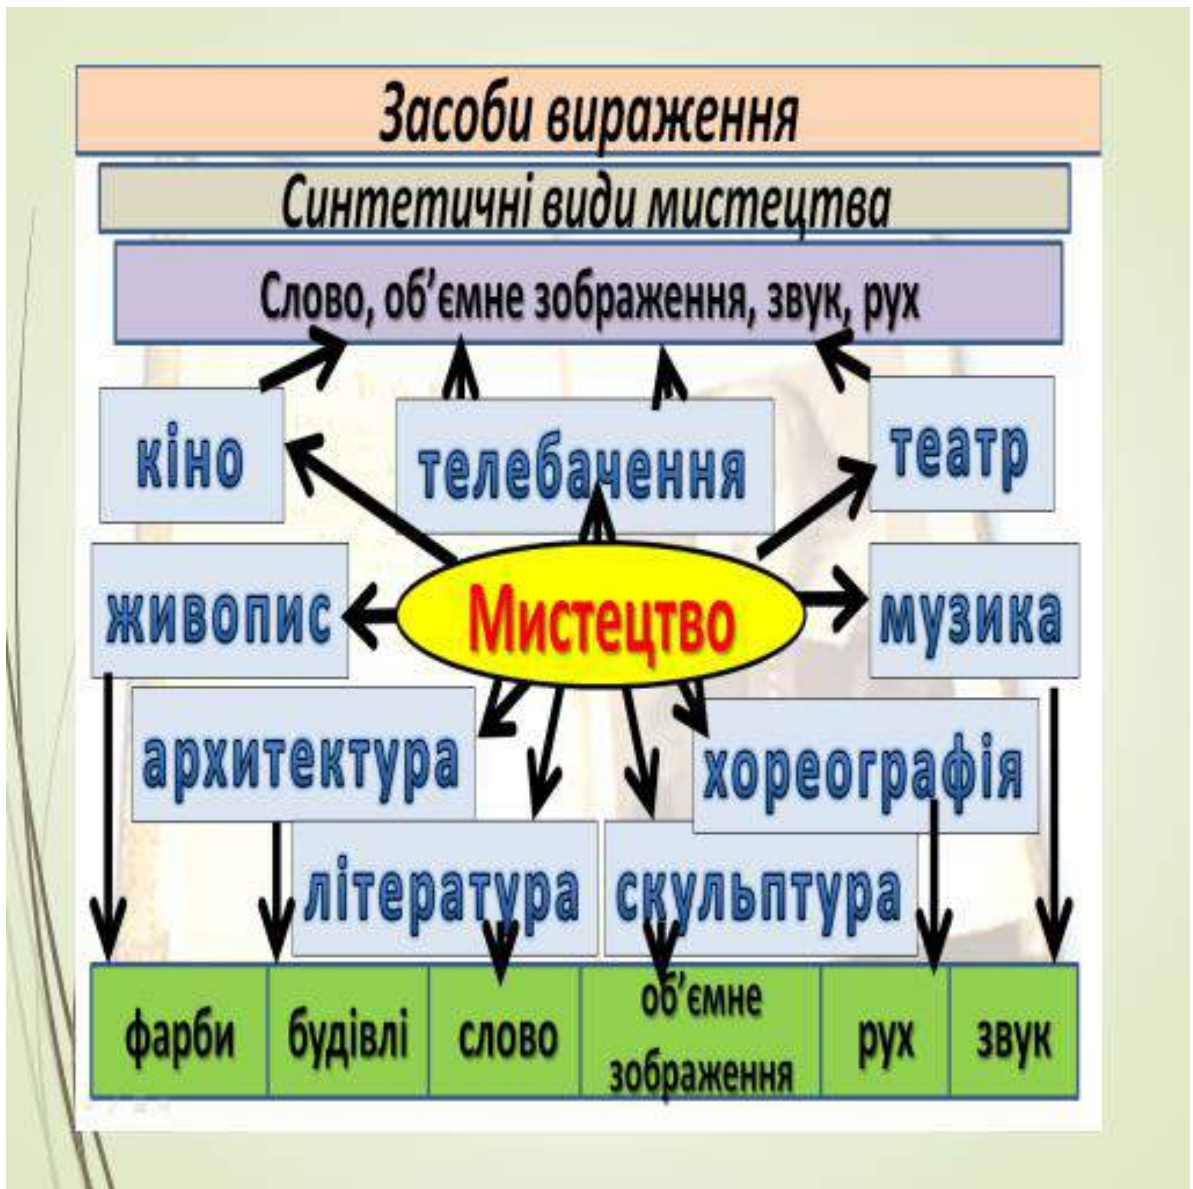 Засоби вираження
Синтетичні види мистецтва
Слово, об’ємне зображення, звук, рух
кіно
телебачення
театр
живопис
Мистецтво
музика
архитектура
хореографія
література
скульптура
фарби
будівлі
слово
об’ємне
зображення
рух
звук